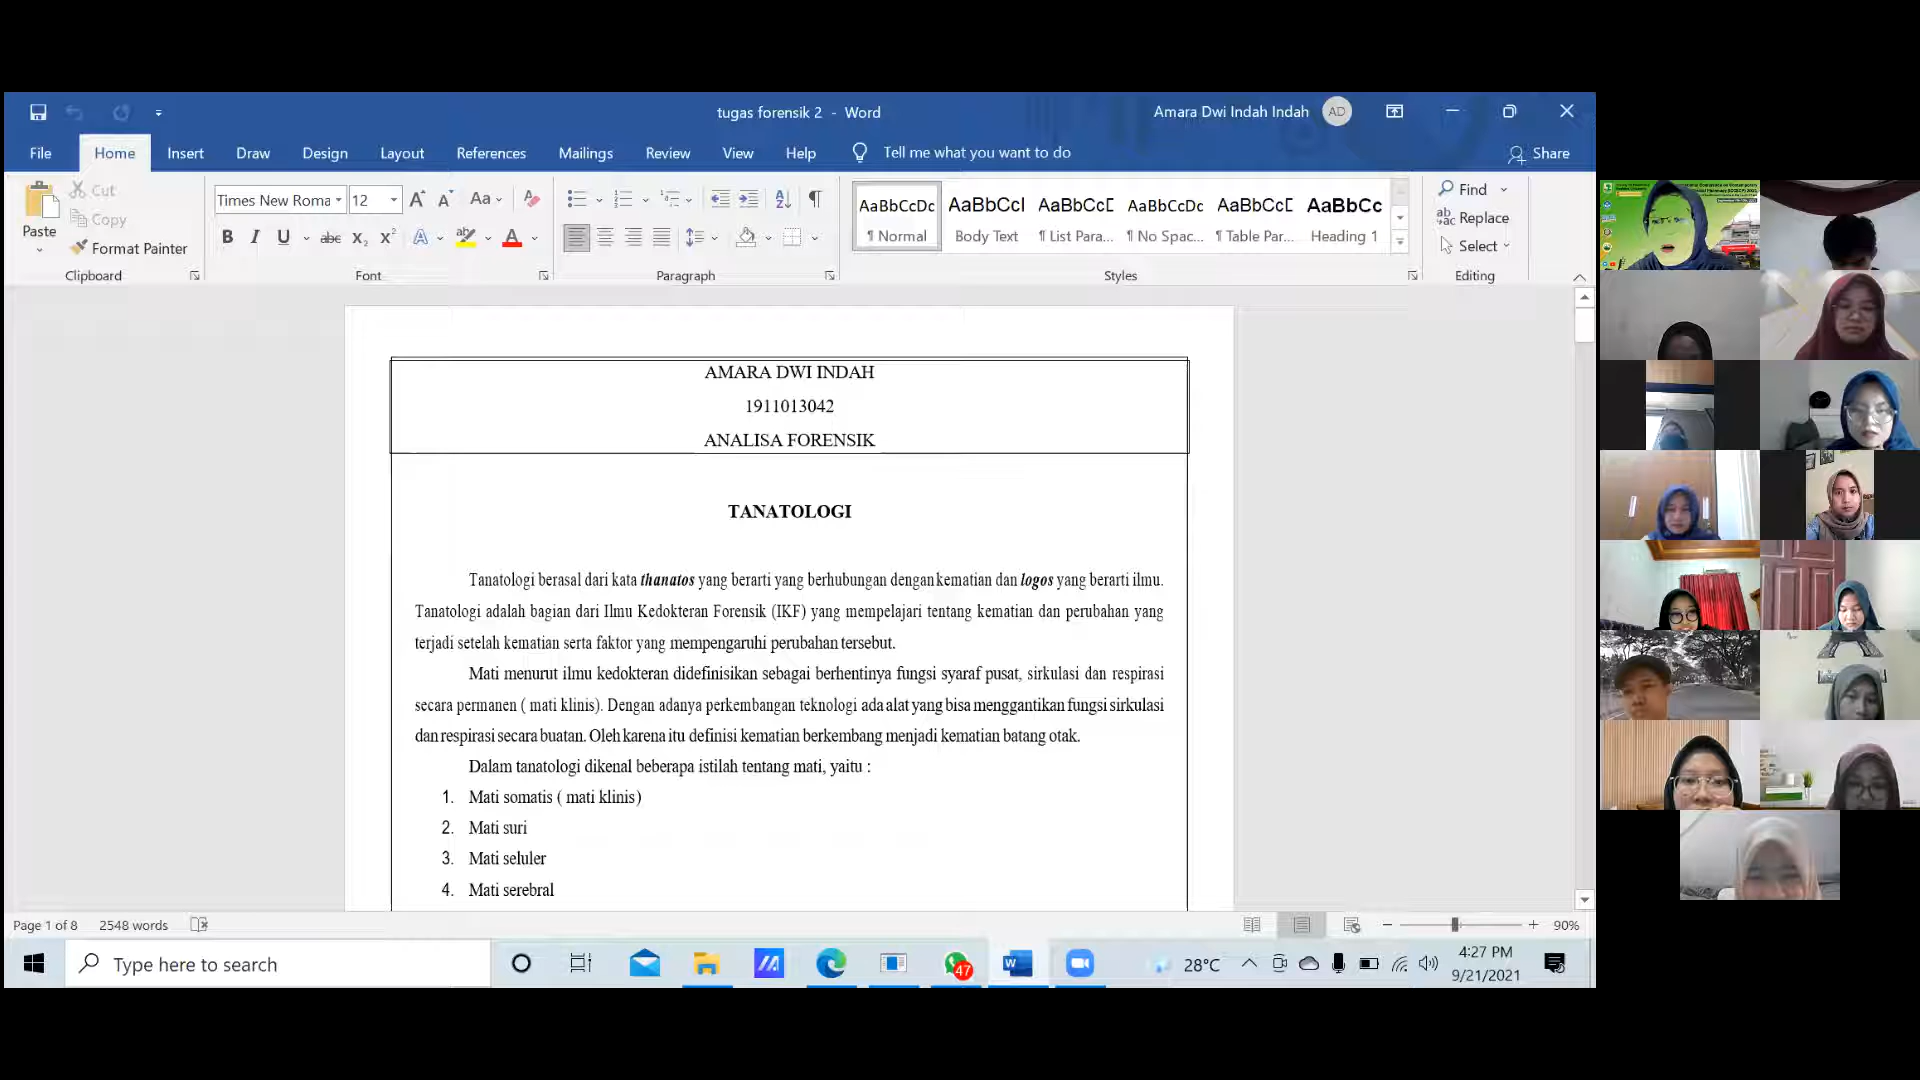 tugas forensik 2 - Word
Amara Dwi Indah Indah
AD
File
Home
Insert
Draw
Design
Layout
References
Mailings
Review
View
Help
Tell me what you want to do
Share
Paste
Cut
Copy
Format Painter
Clipboard
Times New Roma
12
Font
Paragraph
AaBbCcDc
¶ Normal
AaBbCcI
Body Text
AaBbCcD
¶ List Para...
AaBbCcDc
¶ No Spac...
AaBbCcD
¶ Table Par...
AaBbCc
Heading 1
Styles
Find
Replace
Select
Editing
AMARA DWI INDAH
1911013042
ANALISA FORENSIK
TANATOLOGI
Tanatologi berasal dari kata thanatos yang berarti yang berhubungan dengan kematian dan logos yang berarti ilmu.
Tanatologi adalah bagian dari Ilmu Kedokteran Forensik (IKF) yang mempelajari tentang kematian dan perubahan yang
terjadi setelah kematian serta faktor yang mempengaruhi perubahan tersebut.
Mati menurut ilmu kedokteran didefinisikan sebagai berhentinya fungsi syaraf pusat, sirkulasi dan respirasi
secara permanen ( mati klinis). Dengan adanya perkembangan teknologi ada alat yang bisa menggantikan fungsi sirkulasi
dan respirasi secara buatan. Oleh karena itu definisi kematian berkembang menjadi kematian batang otak.
Dalam tanatologi dikenal beberapa istilah tentang mati, yaitu :
1. Mati somatis ( mati klinis)
2. Mati suri
3. Mati seluler
4. Mati serebral
Page 1 of 8
2548 words
90%
Type here to search
47
28°C
4:27 PM
9/21/2021